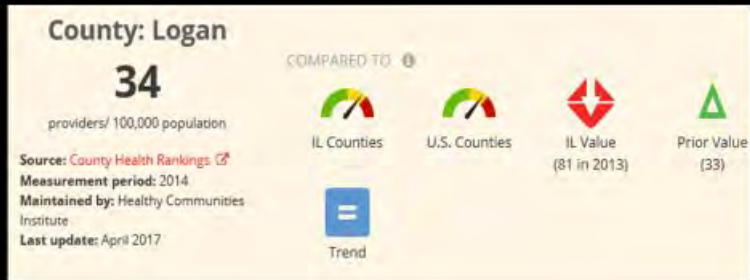 County: Logan
34
providers/ 100,000 population
Source: County Health Rankings
Measurement period: 2014
Maintained by: Healthy Communities
Institute
Last update: April 2017
COMPARED TO
IL Counties
U.S. Counties
IL Value
(81 in 2013)
Prior Value
(33)
=
Trend